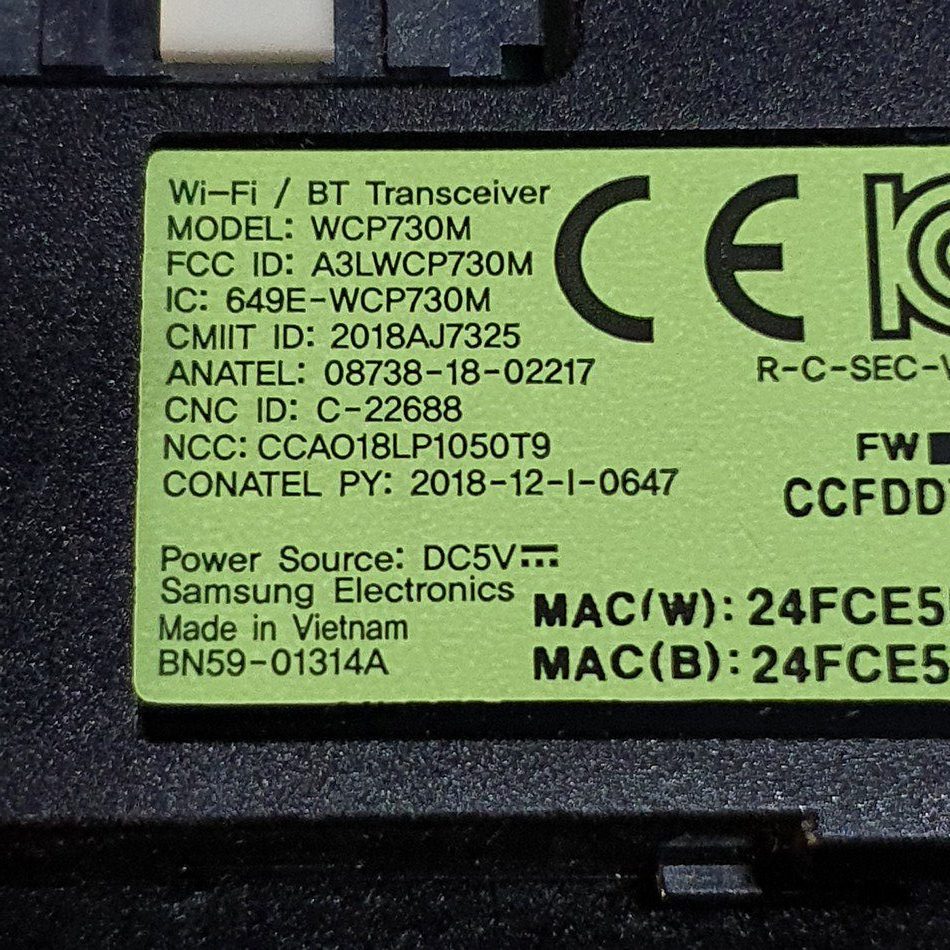 Wi-Fi / BT Transceiver
MODEL: WCP730M
FCC ID: A3LWCP730M
IC: 649E-WCP730M
CMIIT ID: 2018AJ7325
ANATEL: 08738-18-02217
CNC ID: C-22688
NCC: CCAO18LP1050T9
CONATEL PY: 2018-12-I-0647
Power Source: DC5V⎓
Samsung Electronics
Made in Vietnam
BN59-01314A
CE
R-C-SEC-
FW
CCFDD
MAC(W): 24FCE5
MAC(B): 24FCE5